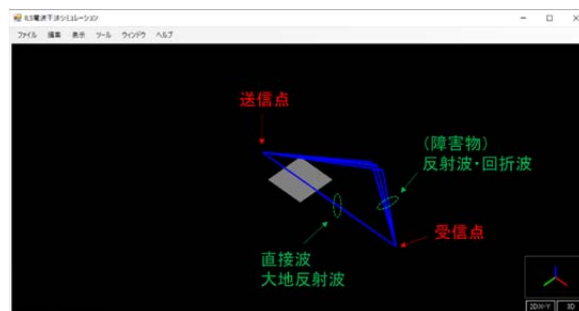 ILS電波干渉シミュレーション
ファイル 編集 表示 ツール ウィンドウ ヘルプ
送信点
(障害物)
反射波・回折波
受信点
直接波
大地反射波
2D X-Y 3D